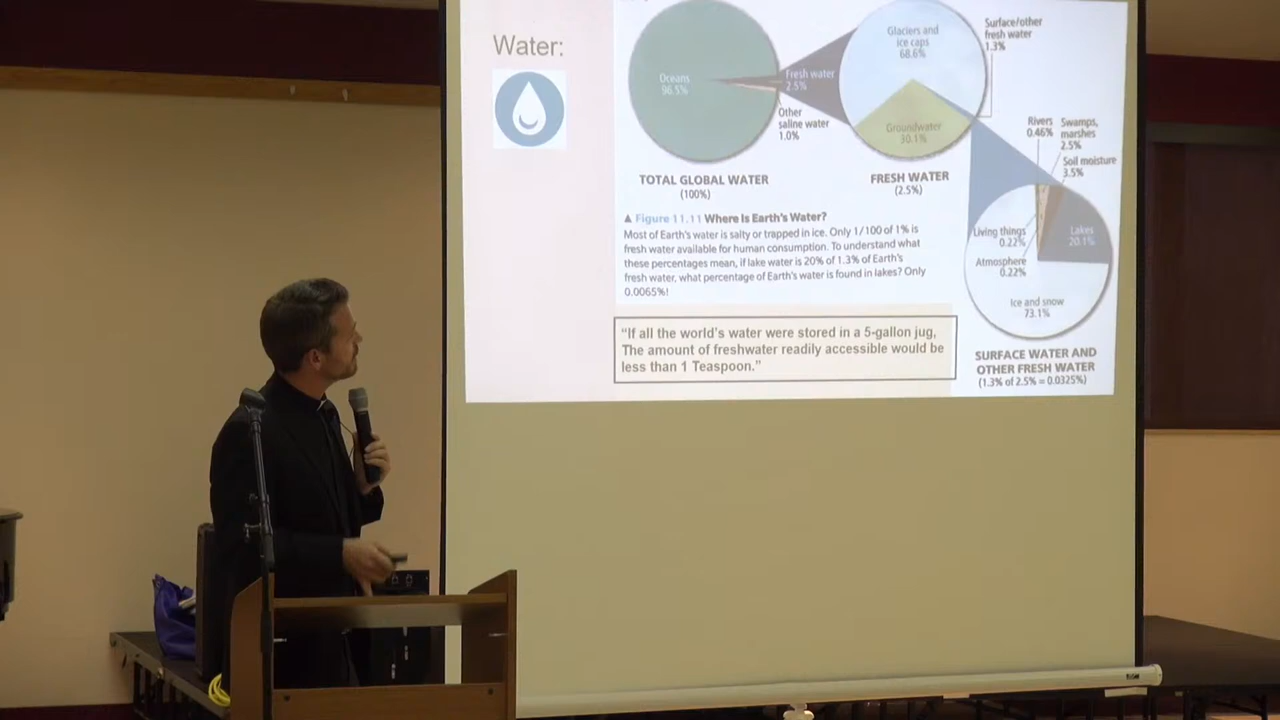 Water:
Oceans
96.5%
Fresh water
2.5%
Other
saline water
1.0%
TOTAL GLOBAL WATER
(100%)
Glaciers and
ice caps
68.6%
Groundwater
30.1%
Surface/other
fresh water
1.3%
FRESH WATER
(2.5%)
Rivers
0.46%
Swamps,
marshes
2.5%
Soil moisture
3.5%
Living things
0.22%
Lakes
20.1%
Atmosphere
0.22%
Ice and snow
73.1%
SURFACE WATER AND
OTHER FRESH WATER
(1.3% of 2.5% = 0.0325%)
▲ Figure 11.11 Where Is Earth's Water?
Most of Earth's water is salty or trapped in ice. Only 1/100 of 1% is
fresh water available for human consumption. To understand what
these percentages mean, if lake water is 20% of 1.3% of Earth's
fresh water, what percentage of Earth's water is found in lakes? Only
0.0065%!
“If all the world's water were stored in a 5-gallon jug,
The amount of freshwater readily accessible would be
less than 1 Teaspoon.”